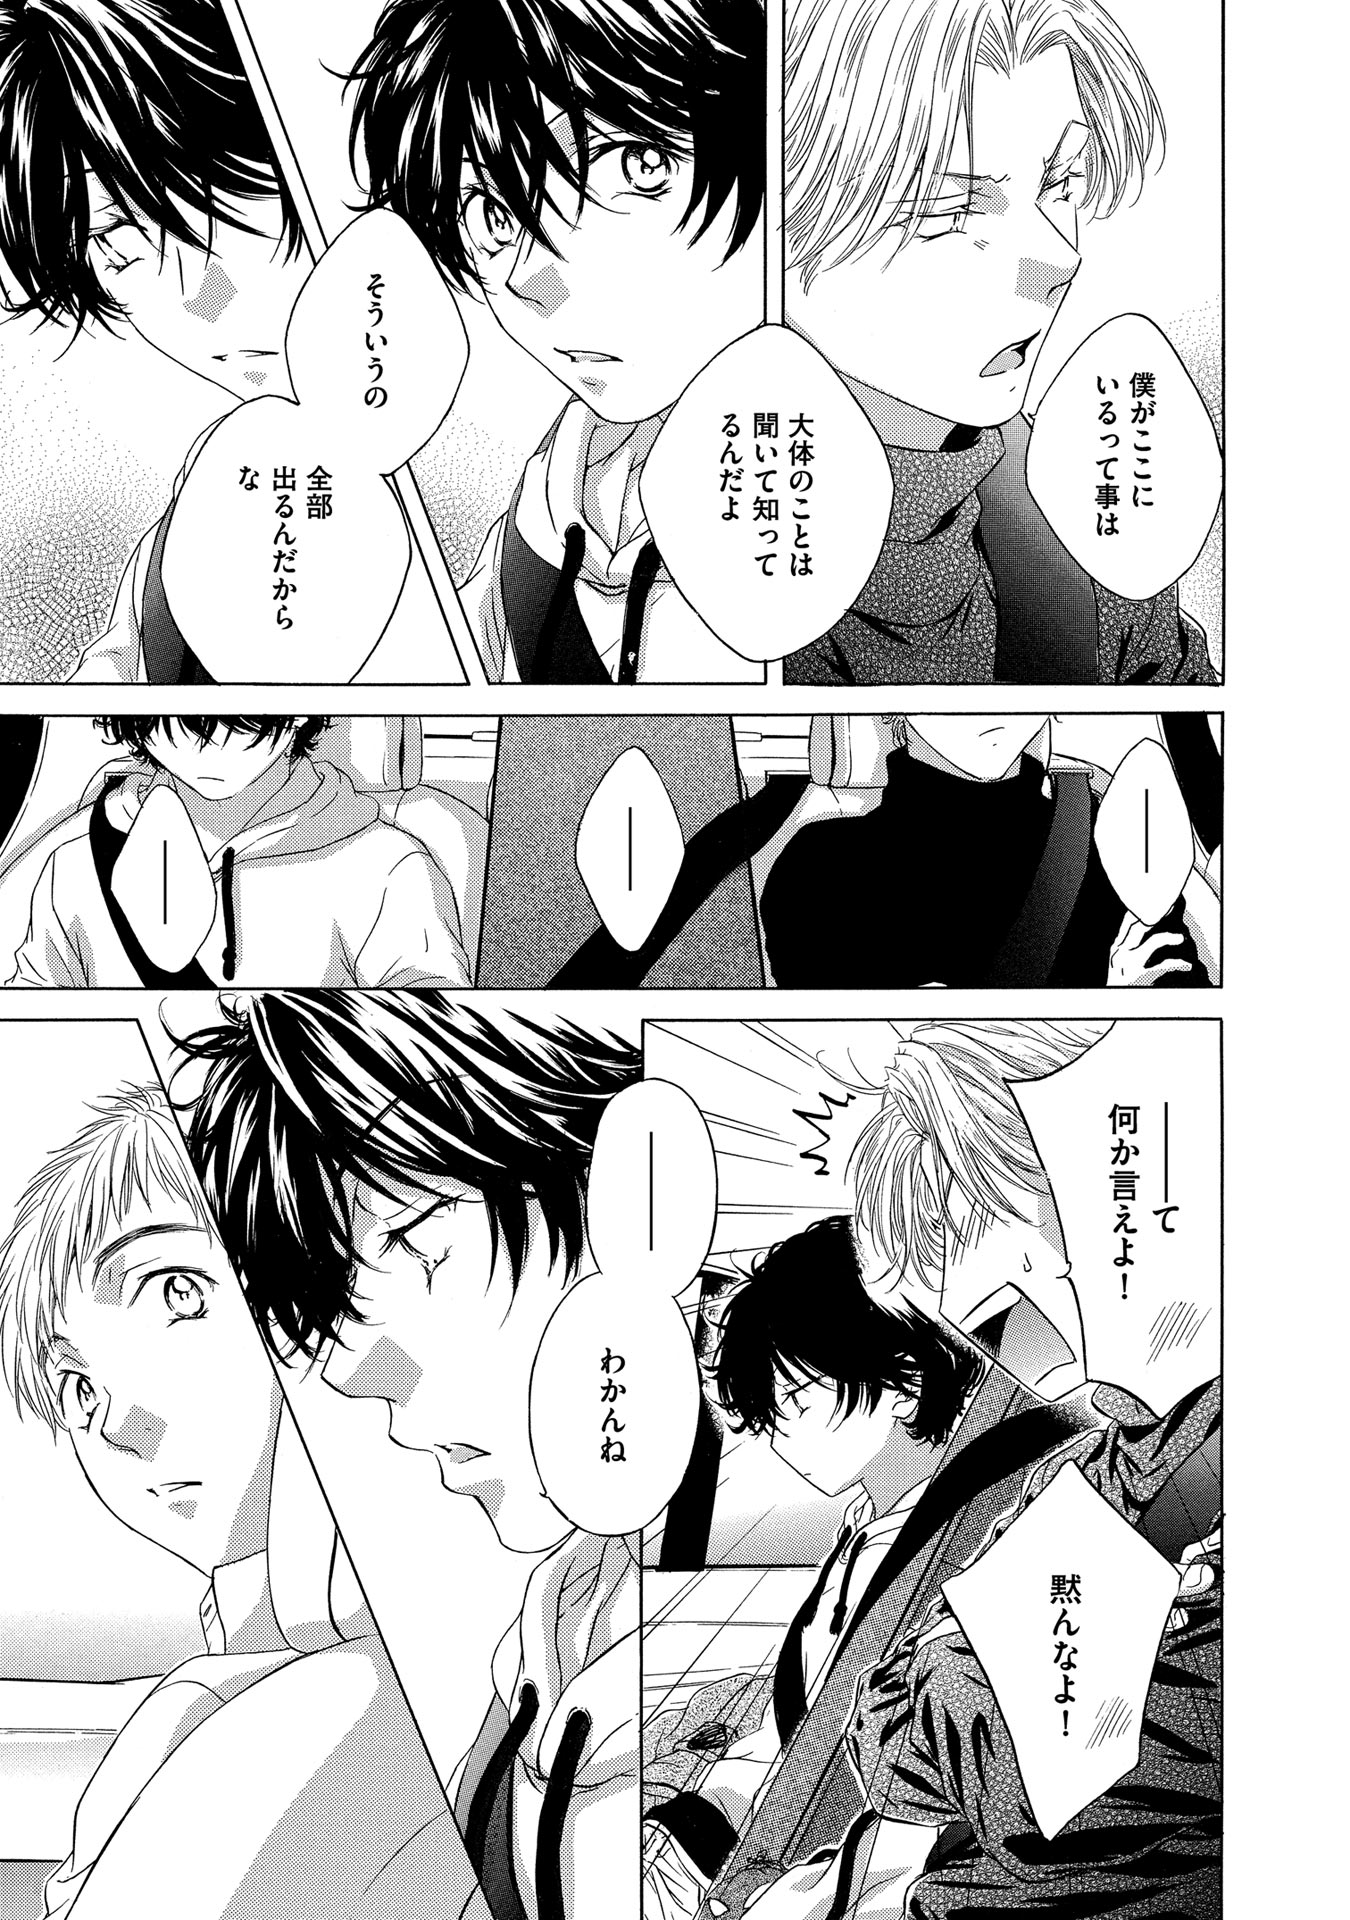 僕がここに
いるって事は
大体のことは
聞いて知って
るんだよ
そういうの
全部
出るんだから
な
―
―
―
―て
何か言えよ！
黙んなよ！
―
わかんね